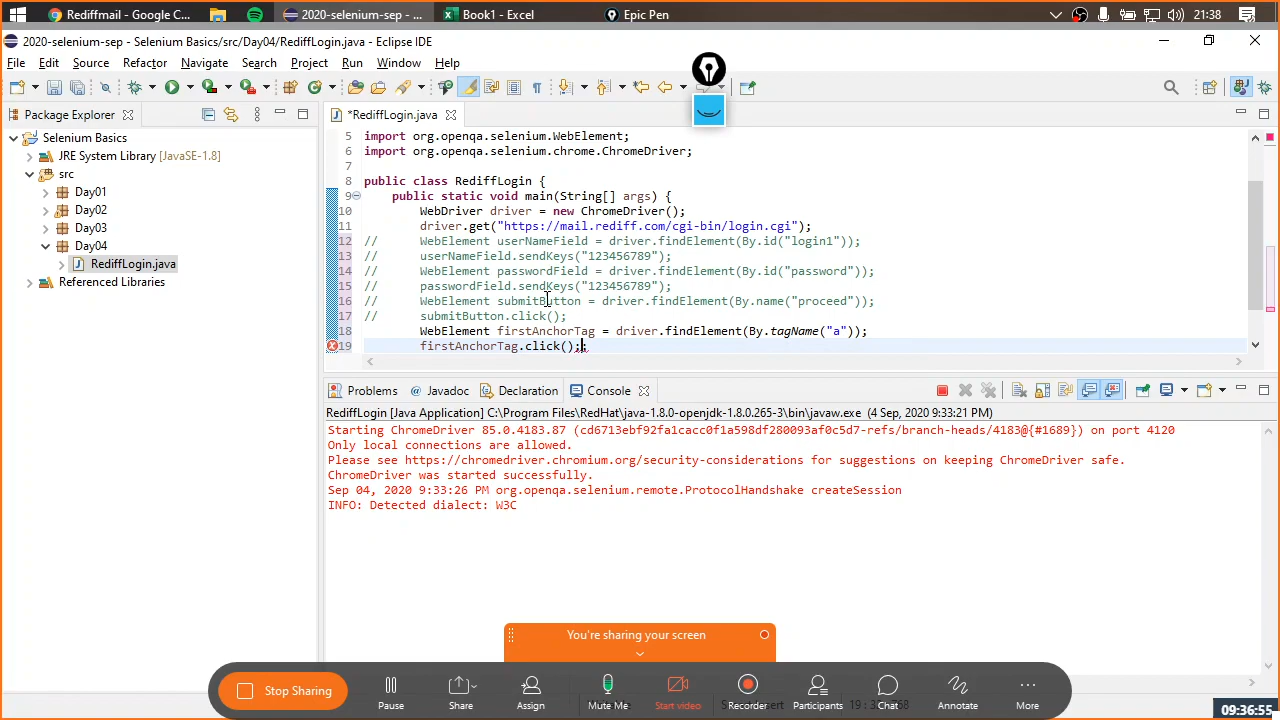 Rediffmail - Google C...
2020-selenium-sep - ...
Book1 - Excel
Epic Pen
21:38
2020-selenium-sep - Selenium Basics/src/Day04/RediffLogin.java - Eclipse IDE
File Edit Source Refactor Navigate Search Project Run Window Help
Package Explorer
*RediffLogin.java
Selenium Basics
JRE System Library [JavaSE-1.8]
src
Day01
Day02
Day03
Day04
RediffLogin.java
Referenced Libraries
5 import org.openqa.selenium.WebElement;
6 import org.openqa.selenium.chrome.ChromeDriver;
7
8 public class RediffLogin {
9 public static void main(String[] args) {
10 WebDriver driver = new ChromeDriver();
11 driver.get("https://mail.rediff.com/cgi-bin/login.cgi");
12 // WebElement userNameField = driver.findElement(By.id("login1"));
13 // userNameField.sendKeys("123456789");
14 // WebElement passwordField = driver.findElement(By.id("password"));
15 // passwordField.sendKeys("123456789");
16 // WebElement submitButton = driver.findElement(By.name("proceed"));
17 // submitButton.click();
18 WebElement firstAnchorTag = driver.findElement(By.tagName("a"));
19 firstAnchorTag.click();;
Problems Javadoc Declaration Console
RediffLogin [Java Application] C:\Program Files\RedHat\java-1.8.0-openjdk-1.8.0.265-3\bin\javaw.exe (4 Sep, 2020 9:33:21 PM)
Starting ChromeDriver 85.0.4183.87 (cd6713ebf92fa1cacc0f1a598df280093af0c5d7-refs/branch-heads/4183@{#1689}) on port 4120
Only local connections are allowed.
Please see https://chromedriver.chromium.org/security-considerations for suggestions on keeping ChromeDriver safe.
ChromeDriver was started successfully.
Sep 04, 2020 9:33:26 PM org.openqa.selenium.remote.ProtocolHandshake createSession
INFO: Detected dialect: W3C
You're sharing your screen
Stop Sharing
Pause
Share
Assign
Mute Me
Start video
Recorder
Participants
Chat
Annotate
More
09:36:55